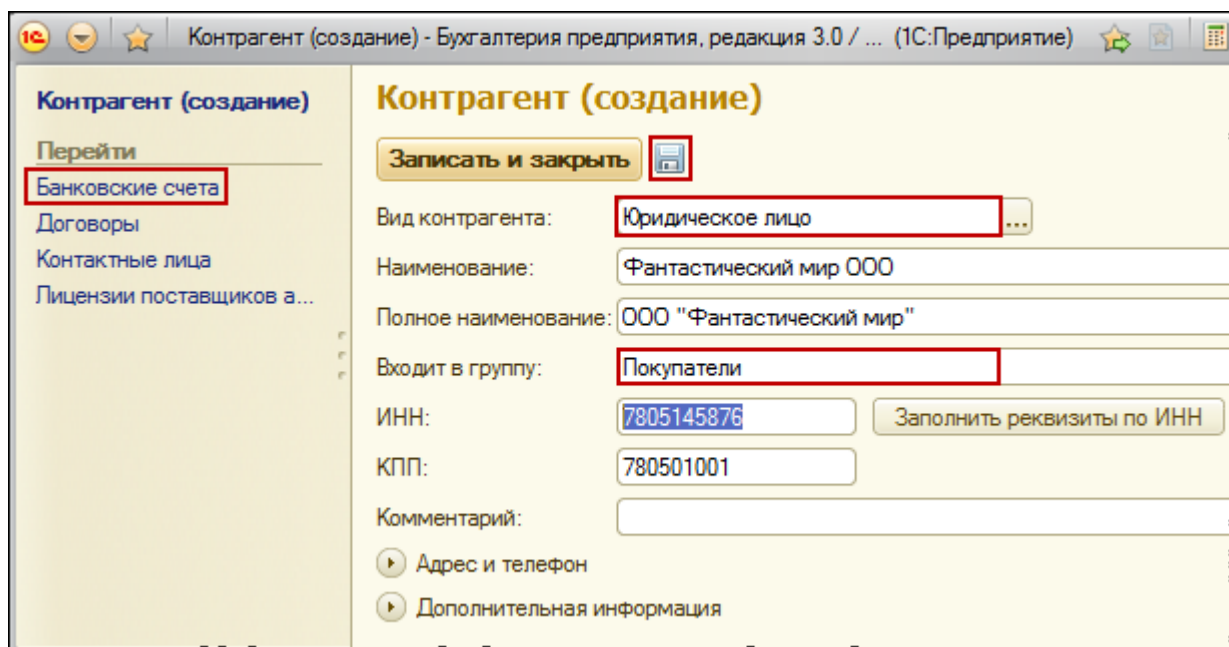 1С Контрагент (создание) - Бухгалтерия предприятия, редакция 3.0 / ... (1С:Предприятие)
Контрагент (создание)
Перейти
Банковские счета
Договоры
Контактные лица
Лицензии поставщиков а...
Контрагент (создание)
Записать и закрыть
Вид контрагента: Юридическое лицо ...
Наименование: Фантастический мир ООО
Полное наименование: ООО "Фантастический мир"
Входит в группу: Покупатели
ИНН: 7805145876 Заполнить реквизиты по ИНН
КПП: 780501001
Комментарий:
Адрес и телефон
Дополнительная информация